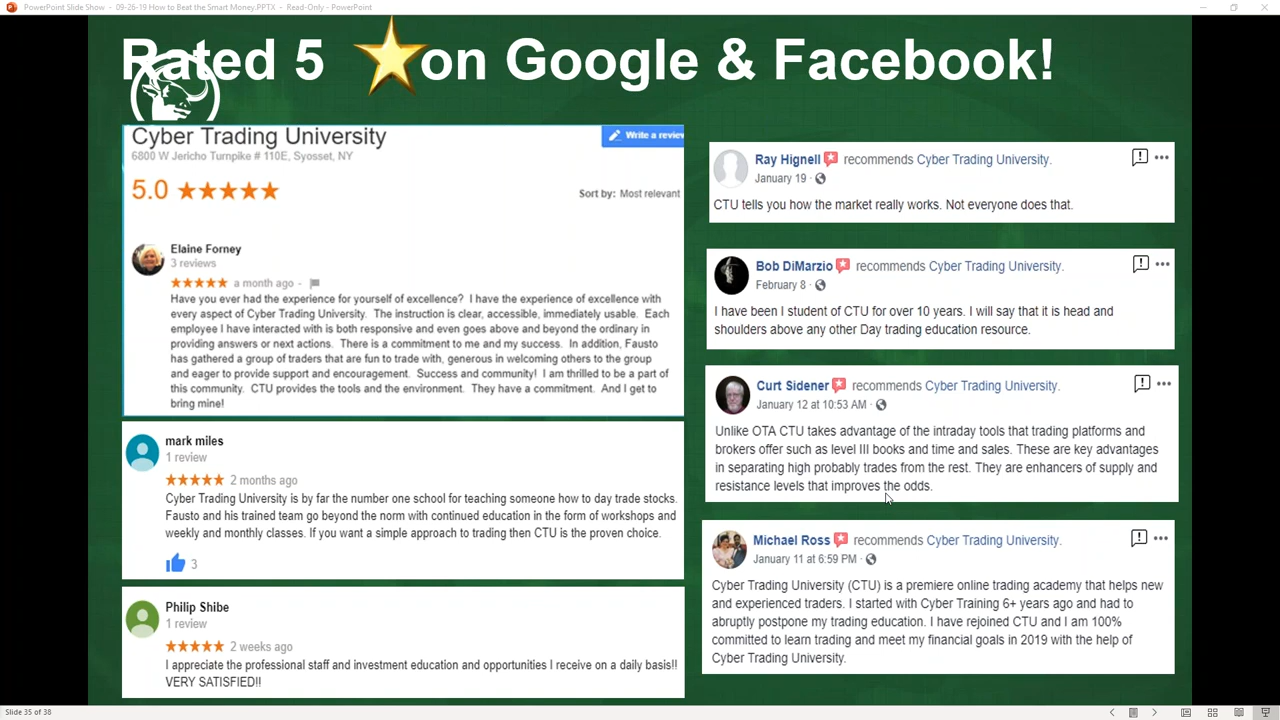 PowerPoint Slide Show - 09-26-19 How to Beat the Smart Money.PPTX - Read-Only - PowerPoint
Rated 5 on Google & Facebook!
Cyber Trading University
Write a review
6800 W Jericho Turnpike # 110E, Syosset, NY
5.0
Sort by: Most relevant
Elaine Forney
3 reviews
a month ago -
Have you ever had the experience for yourself of excellence? I have the experience of excellence with
every aspect of Cyber Trading University. The instruction is clear, accessible, immediately usable. Each
employee I have interacted with is both responsive and even goes above and beyond the ordinary in
providing answers or next actions. There is a commitment to me and my success. In addition, Fausto
has gathered a group of traders that are fun to trade with, generous in welcoming others to the group
and eager to provide support and encouragement. Success and community! I am thrilled to be a part of
this community. CTU provides the tools and the environment. They have a commitment. And I get to
bring mine!
mark miles
1 review
2 months ago
Cyber Trading University is by far the number one school for teaching someone how to day trade stocks.
Fausto and his trained team go beyond the norm with continued education in the form of workshops and
weekly and monthly classes. If you want a simple approach to trading then CTU is the proven choice.
3
Philip Shibe
1 review
2 weeks ago
I appreciate the professional staff and investment education and opportunities I receive on a daily basis!!
VERY SATISFIED!!
Ray Hignell recommends Cyber Trading University.
January 19
CTU tells you how the market really works. Not everyone does that.
Bob DiMarzio recommends Cyber Trading University.
February 8
I have been I student of CTU for over 10 years. I will say that it is head and
shoulders above any other Day trading education resource.
Curt Sidener recommends Cyber Trading University.
January 12 at 10:53 AM
Unlike OTA CTU takes advantage of the intraday tools that trading platforms and
brokers offer such as level III books and time and sales. These are key advantages
in separating high probably trades from the rest. They are enhancers of supply and
resistance levels that improves the odds.
Michael Ross recommends Cyber Trading University.
January 11 at 6:59 PM
Cyber Trading University (CTU) is a premiere online trading academy that helps new
and experienced traders. I started with Cyber Training 6+ years ago and had to
abruptly postpone my trading education. I have rejoined CTU and I am 100%
committed to learn trading and meet my financial goals in 2019 with the help of
Cyber Trading University.
Slide 35 of 38